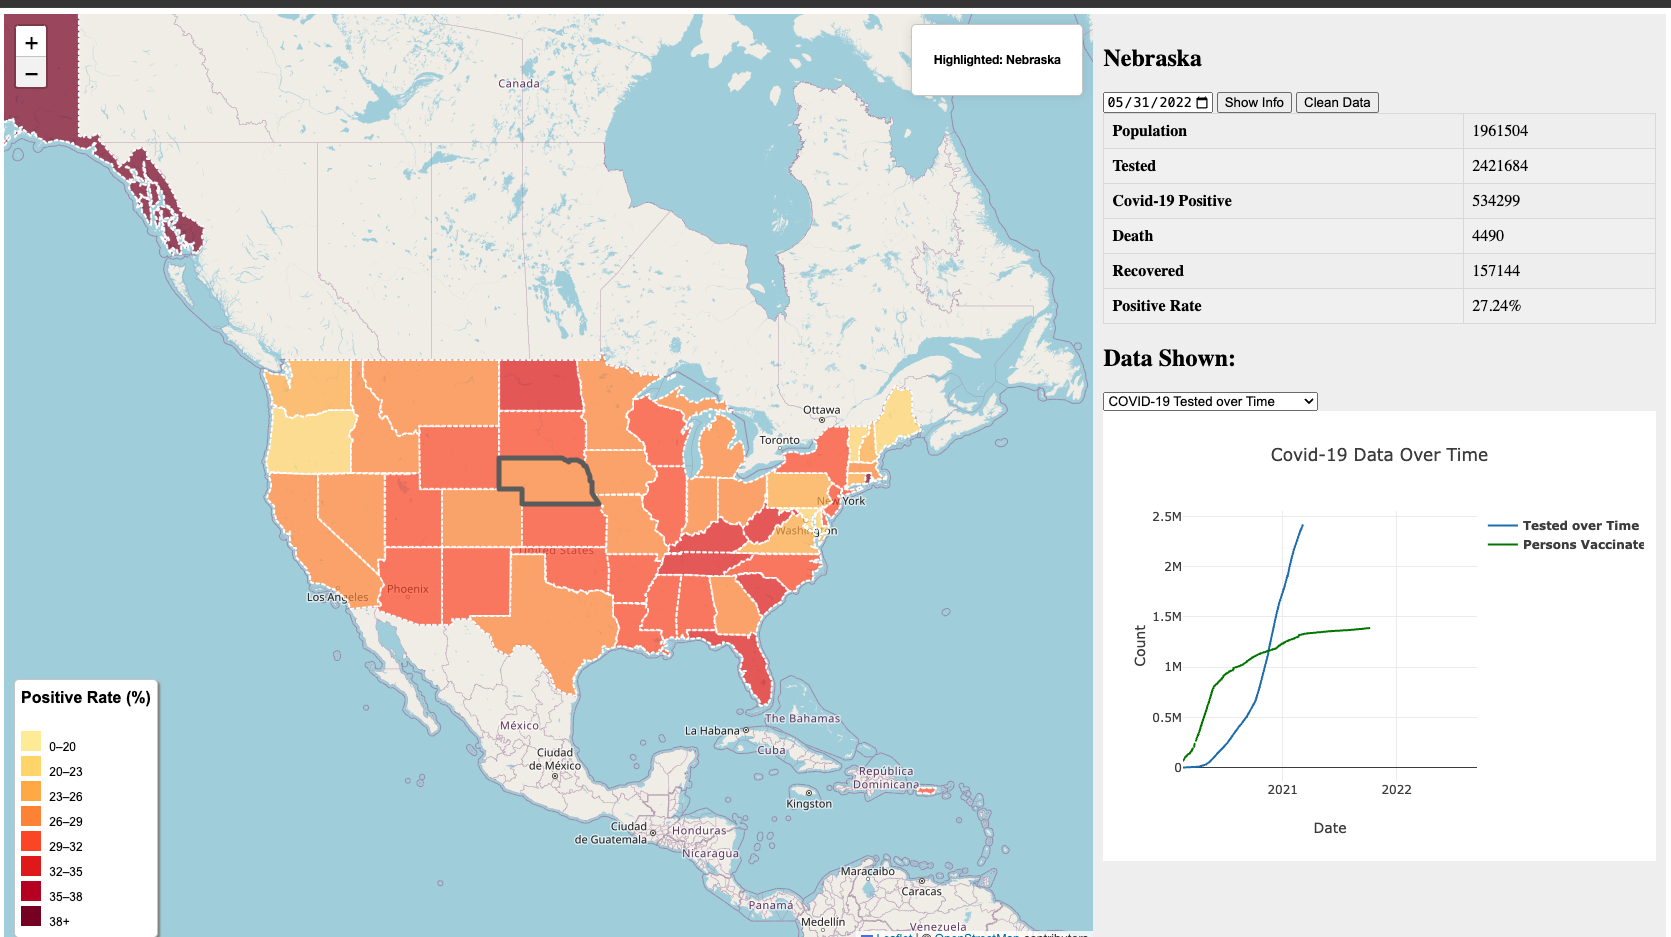 +
−
Highlighted: Nebraska
Canada
Ottawa
Toronto
New York
Washington
United States
Los Angeles
Phoenix
México
Ciudad
de México
La Habana
The Bahamas
Cuba
República
Dominicana
Kingston
Ciudad
de Guatemala
Honduras
Nicaragua
Maracaibo
Caracas
Panamá
Medellín
Venezuela
Leaflet | © OpenStreetMap contributors
Positive Rate (%)
0–20
20–23
23–26
26–29
29–32
32–35
35–38
38+
Nebraska
05/31/2022 Show Info Clean Data
Population 1961504
Tested 2421684
Covid-19 Positive 534299
Death 4490
Recovered 157144
Positive Rate 27.24%
Data Shown:
COVID-19 Tested over Time
Covid-19 Data Over Time
2.5M
2M
1.5M
1M
0.5M
0
Count
2021 2022
Date
Tested over Time
Persons Vaccinate